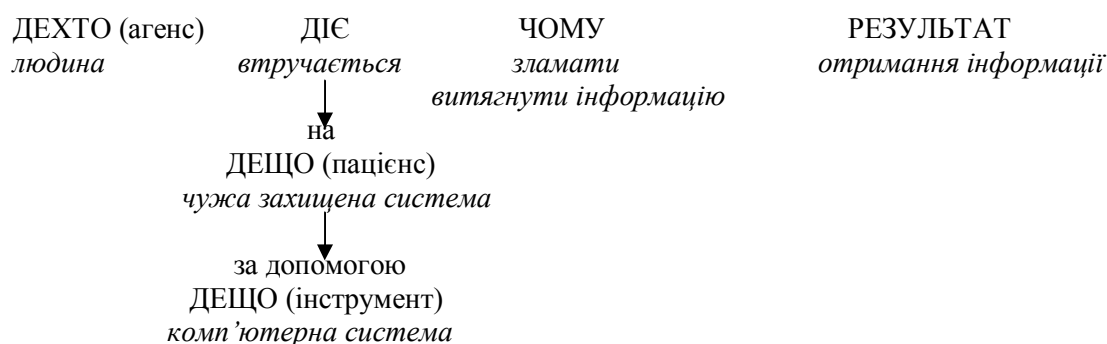 ДЕХТО (агенс) ДІЄ ЧОМУ РЕЗУЛЬТАТ
людина втручається зламати отримання інформації
витягнути інформацію
на
ДЕЩО (пацієнс)
чужа захищена система
за допомогою
ДЕЩО (інструмент)
комп’ютерна система